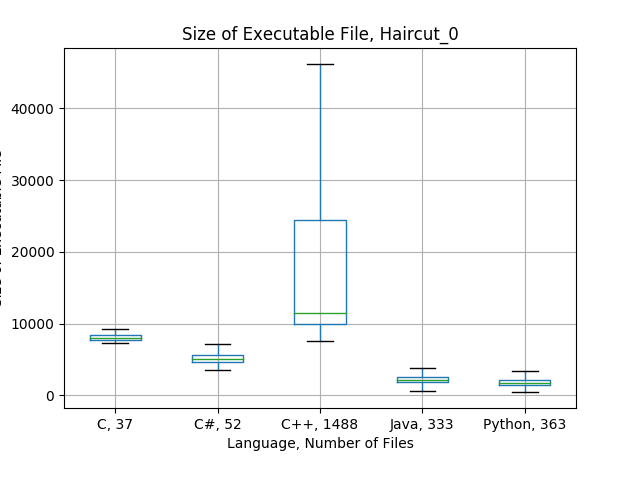 Size of Executable File, Haircut_0
40000
30000
20000
10000
0
C, 37
C#, 52
C++, 1488
Java, 333
Python, 363
Language, Number of Files